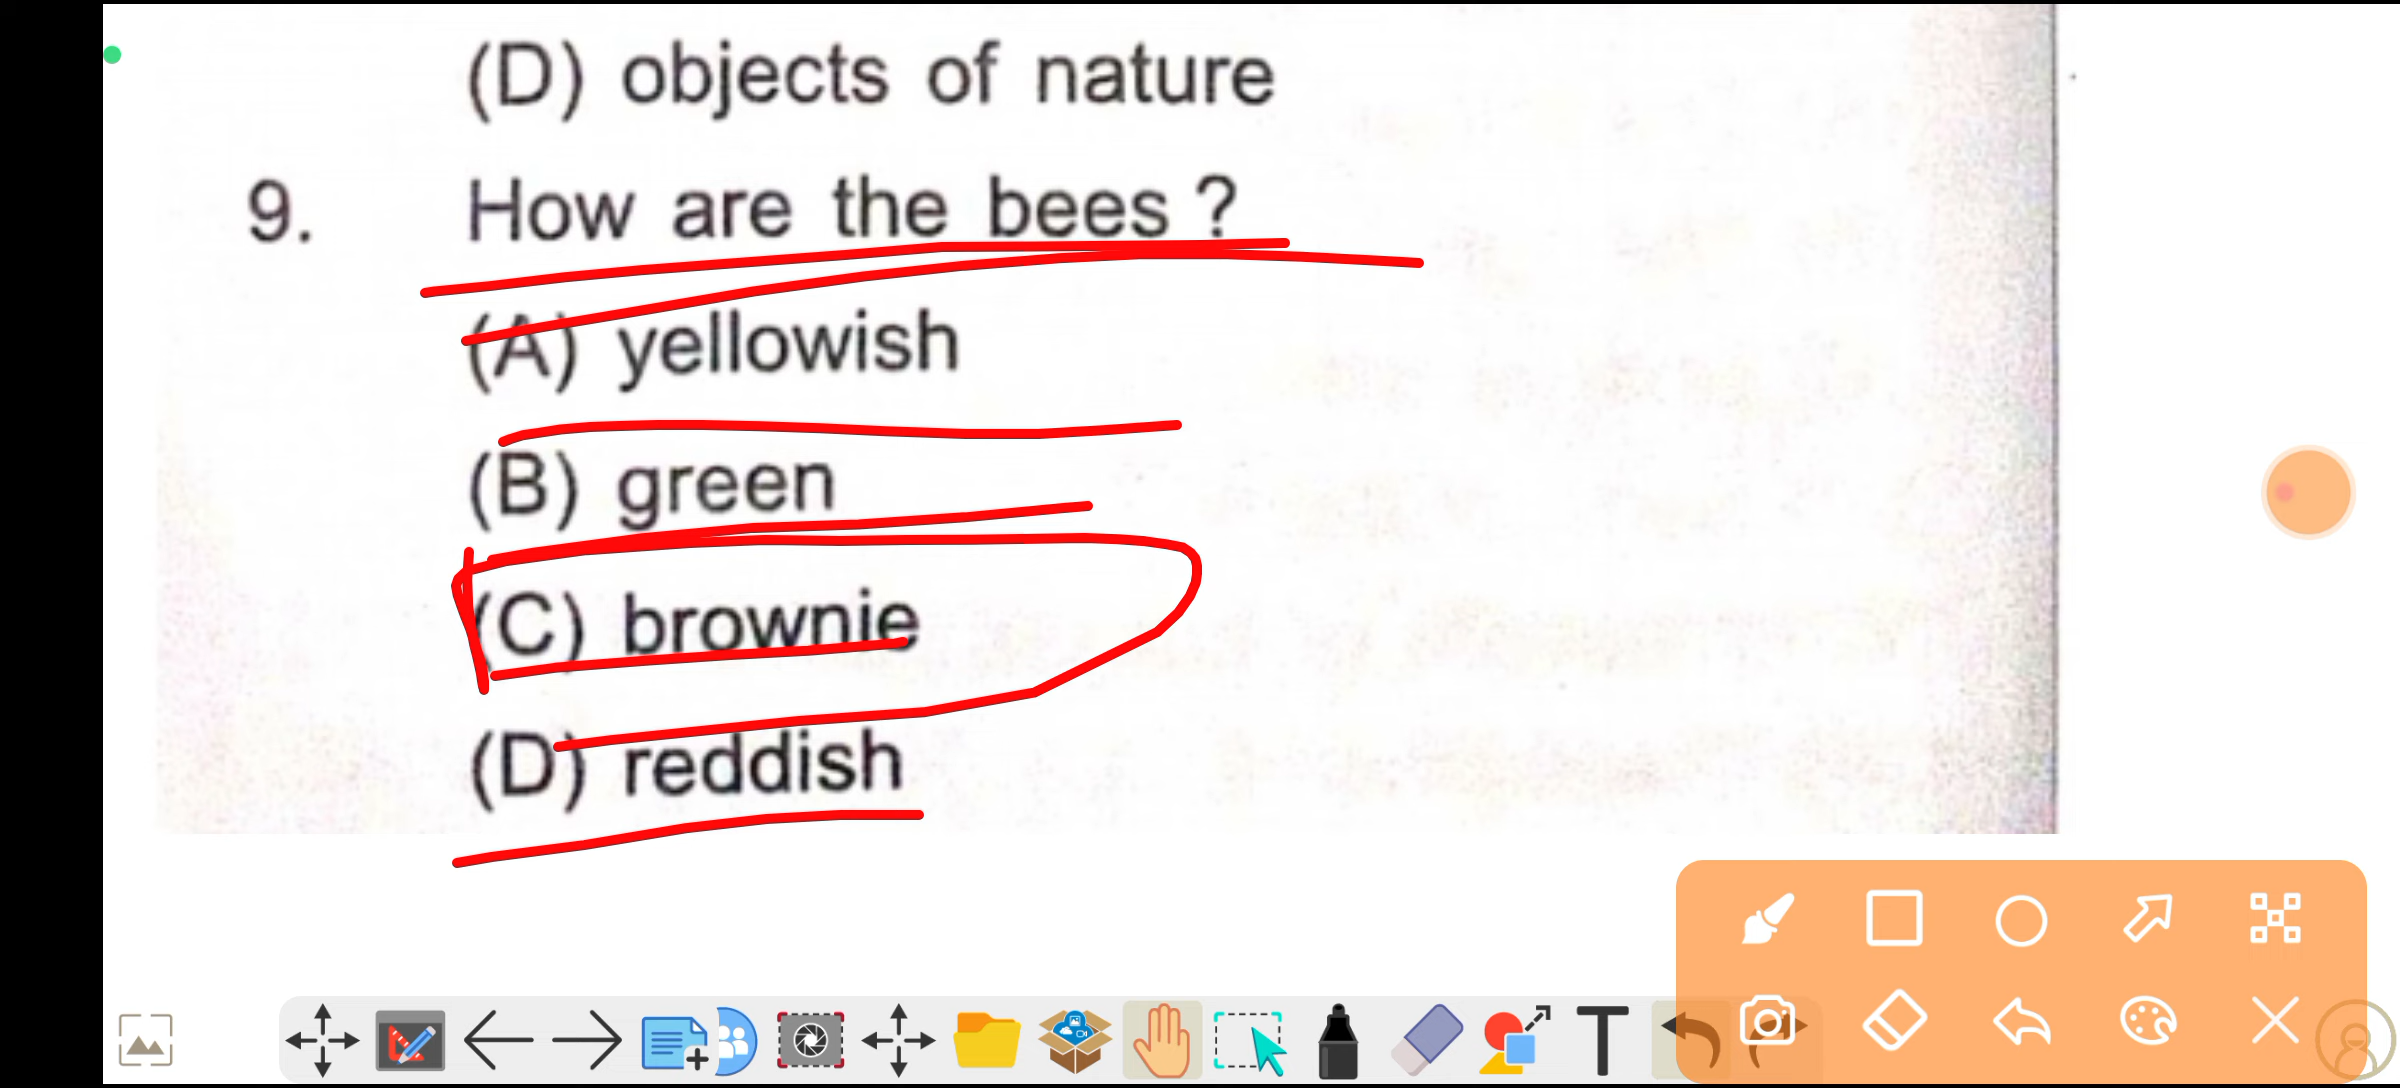 (D) objects of nature
9. How are the bees ?
(A) yellowish
(B) green
(C) brownie
(D) reddish
T